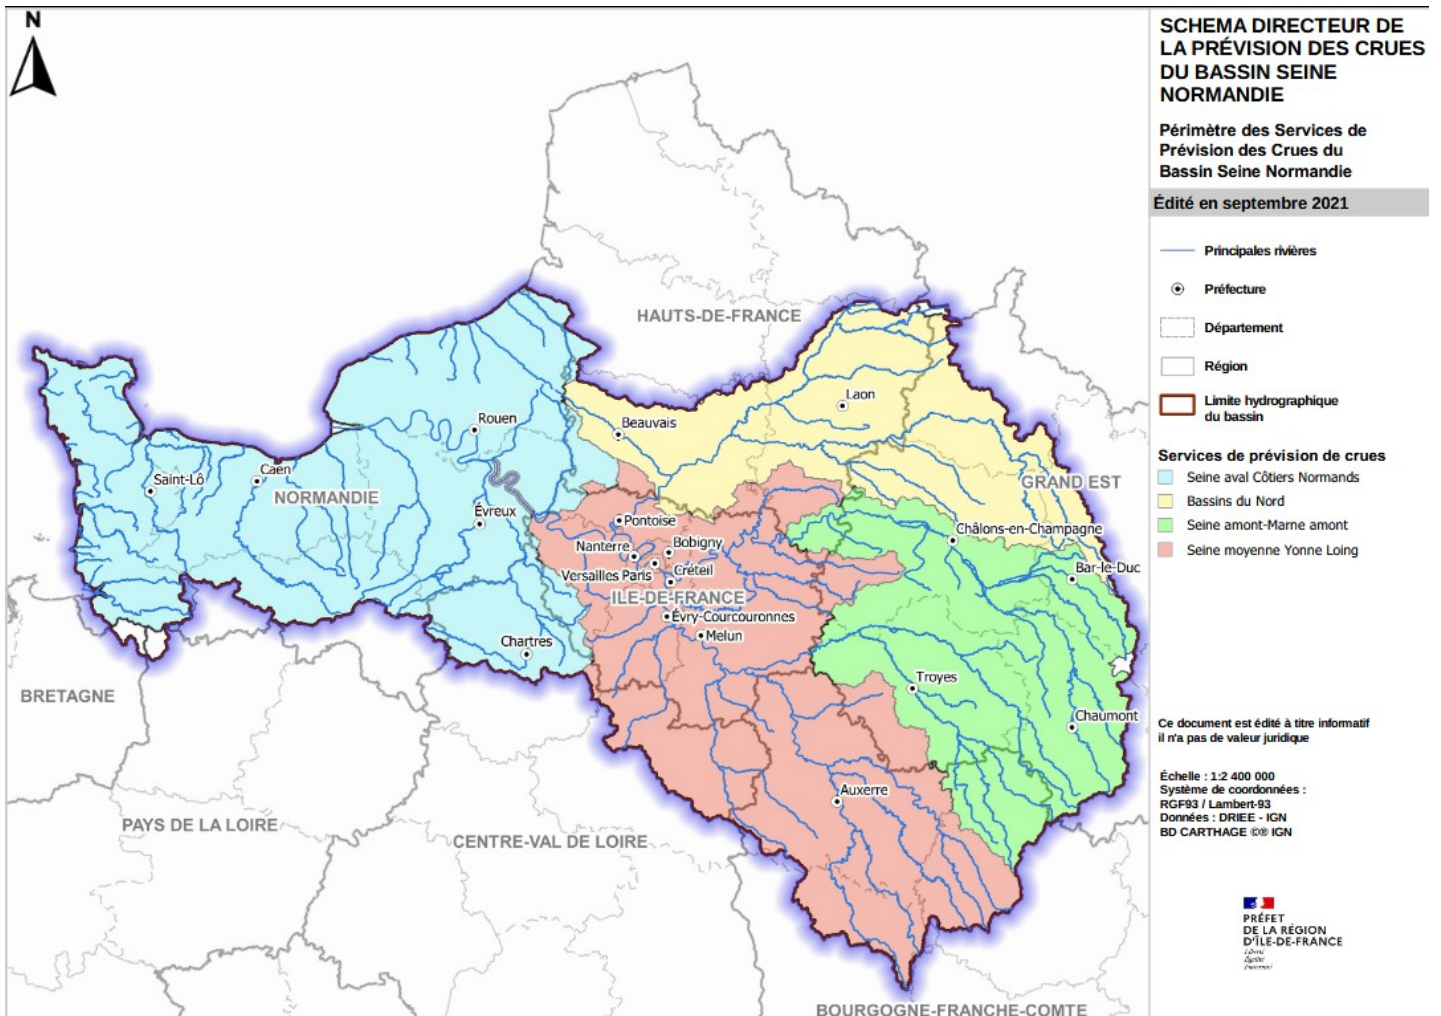 N
SCHEMA DIRECTEUR DE
LA PRÉVISION DES CRUES
DU BASSIN SEINE
NORMANDIE
Périmètre des Services de
Prévision des Crues du
Bassin Seine Normandie
Édité en septembre 2021
Principales rivières
Préfecture
Département
Région
Limite hydrographique
du bassin
Services de prévision de crues
Seine aval Côtiers Normands
Bassins du Nord
Seine amont-Marne amont
Seine moyenne Yonne Loing
Ce document est édité à titre informatif
il n'a pas de valeur juridique
Échelle : 1:2 400 000
Système de coordonnées :
RGF93 / Lambert-93
Données : DRIEE - IGN
BD CARTHAGE ©® IGN
PRÉFET
DE LA RÉGION
D'ÎLE-DE-FRANCE
HAUTS-DE-FRANCE
Laon
Rouen
Beauvais
Saint-Lô
Caen
NORMANDIE
GRAND EST
Évreux
Pontoise
Châlons-en-Champagne
Nanterre
Bobigny
Versailles Paris
Créteil
Bar-le-Duc
ILE-DE-FRANCE
Évry-Courcouronnes
Melun
Chartres
BRETAGNE
Troyes
Chaumont
Auxerre
PAYS DE LA LOIRE
CENTRE-VAL DE LOIRE
BOURGOGNE-FRANCHE-COMTE